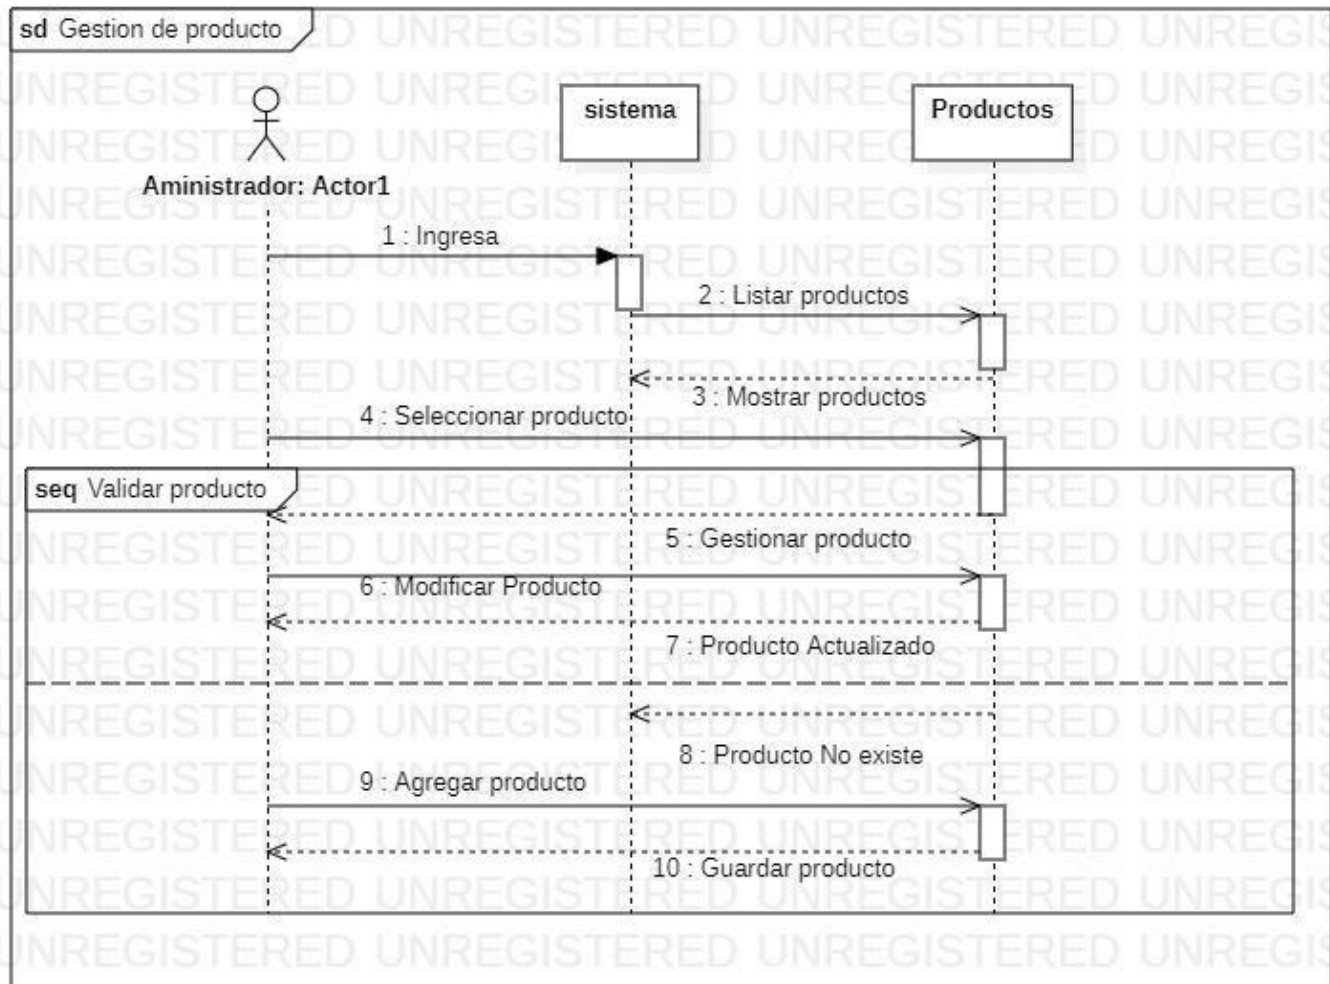 sd Gestion de producto
sistema
Productos
Aministrador: Actor1
1 : Ingresa
2 : Listar productos
3 : Mostrar productos
4 : Seleccionar producto
seq Validar producto
5 : Gestionar producto
6 : Modificar Producto
7 : Producto Actualizado
8 : Producto No existe
9 : Agregar producto
10 : Guardar producto
UNREGISTERED